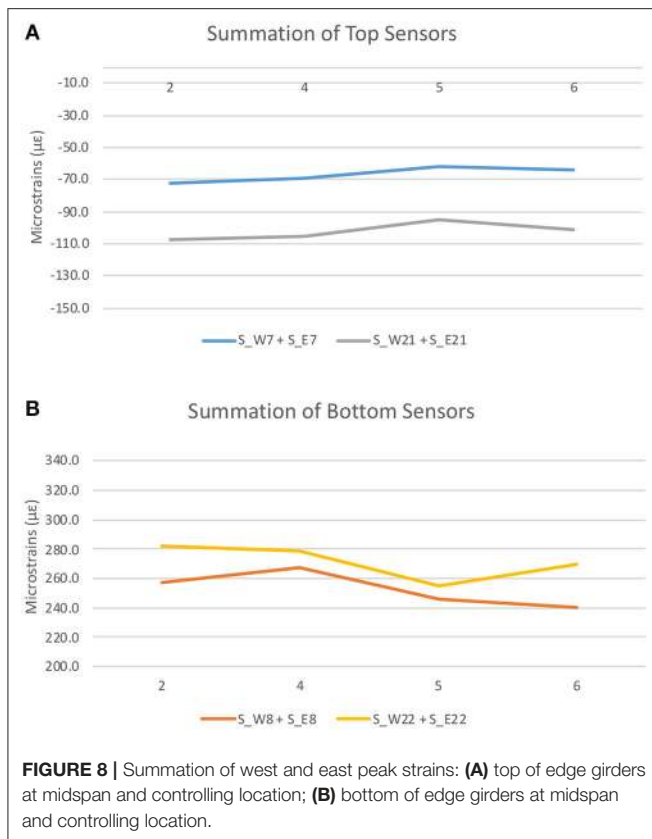 A
Summation of Top Sensors
-10.0
2 4 5 6
-30.0
-50.0
-70.0
-90.0
-110.0
-130.0
-150.0
Microstrains (µε)
S_W7 + S_E7 S_W21 + S_E21
B
Summation of Bottom Sensors
340.0
320.0
300.0
280.0
260.0
240.0
220.0
200.0
Microstrains (µε)
2 4 5 6
S_W8 + S_E8 S_W22 + S_E22
FIGURE 8 | Summation of west and east peak strains: (A) top of edge girders
at midspan and controlling location; (B) bottom of edge girders at midspan
and controlling location.